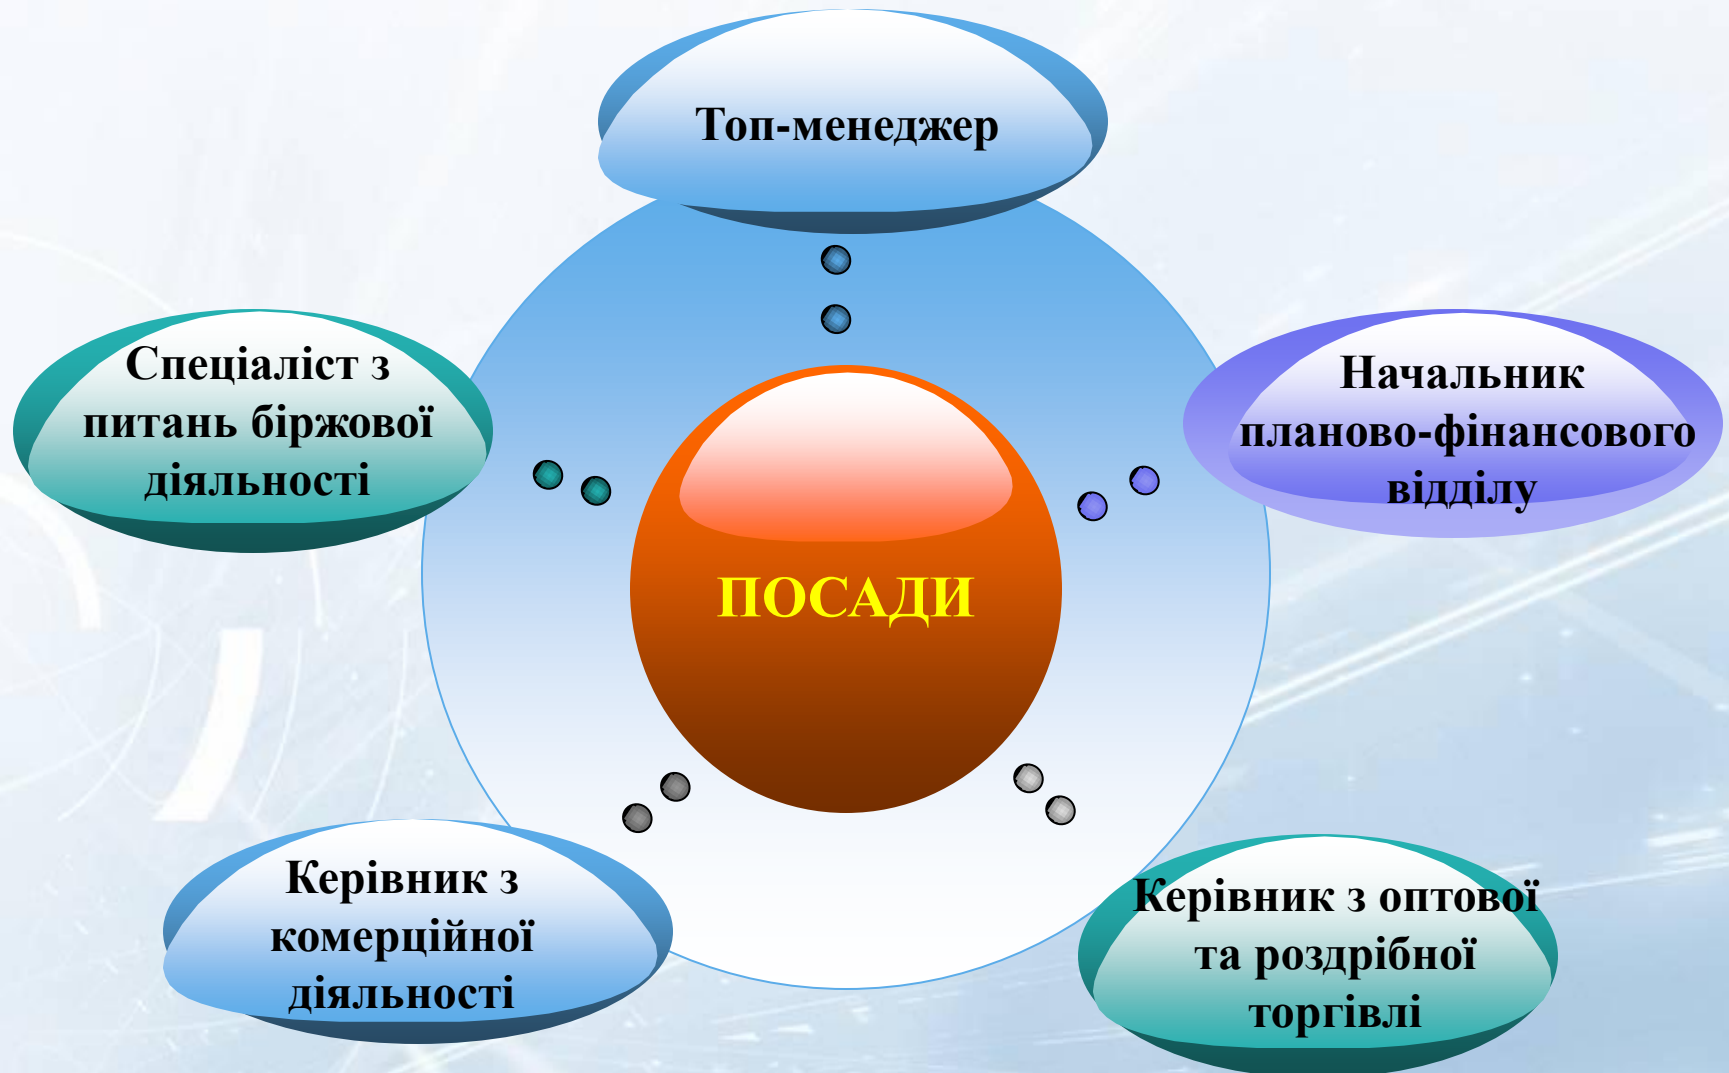 Топ-менеджер
Спеціаліст з
питань біржової
діяльності
Начальник
планово-фінансового
відділу
ПОСАДИ
Керівник з
комерційної
діяльності
Керівник з оптової
та роздрібної
торгівлі